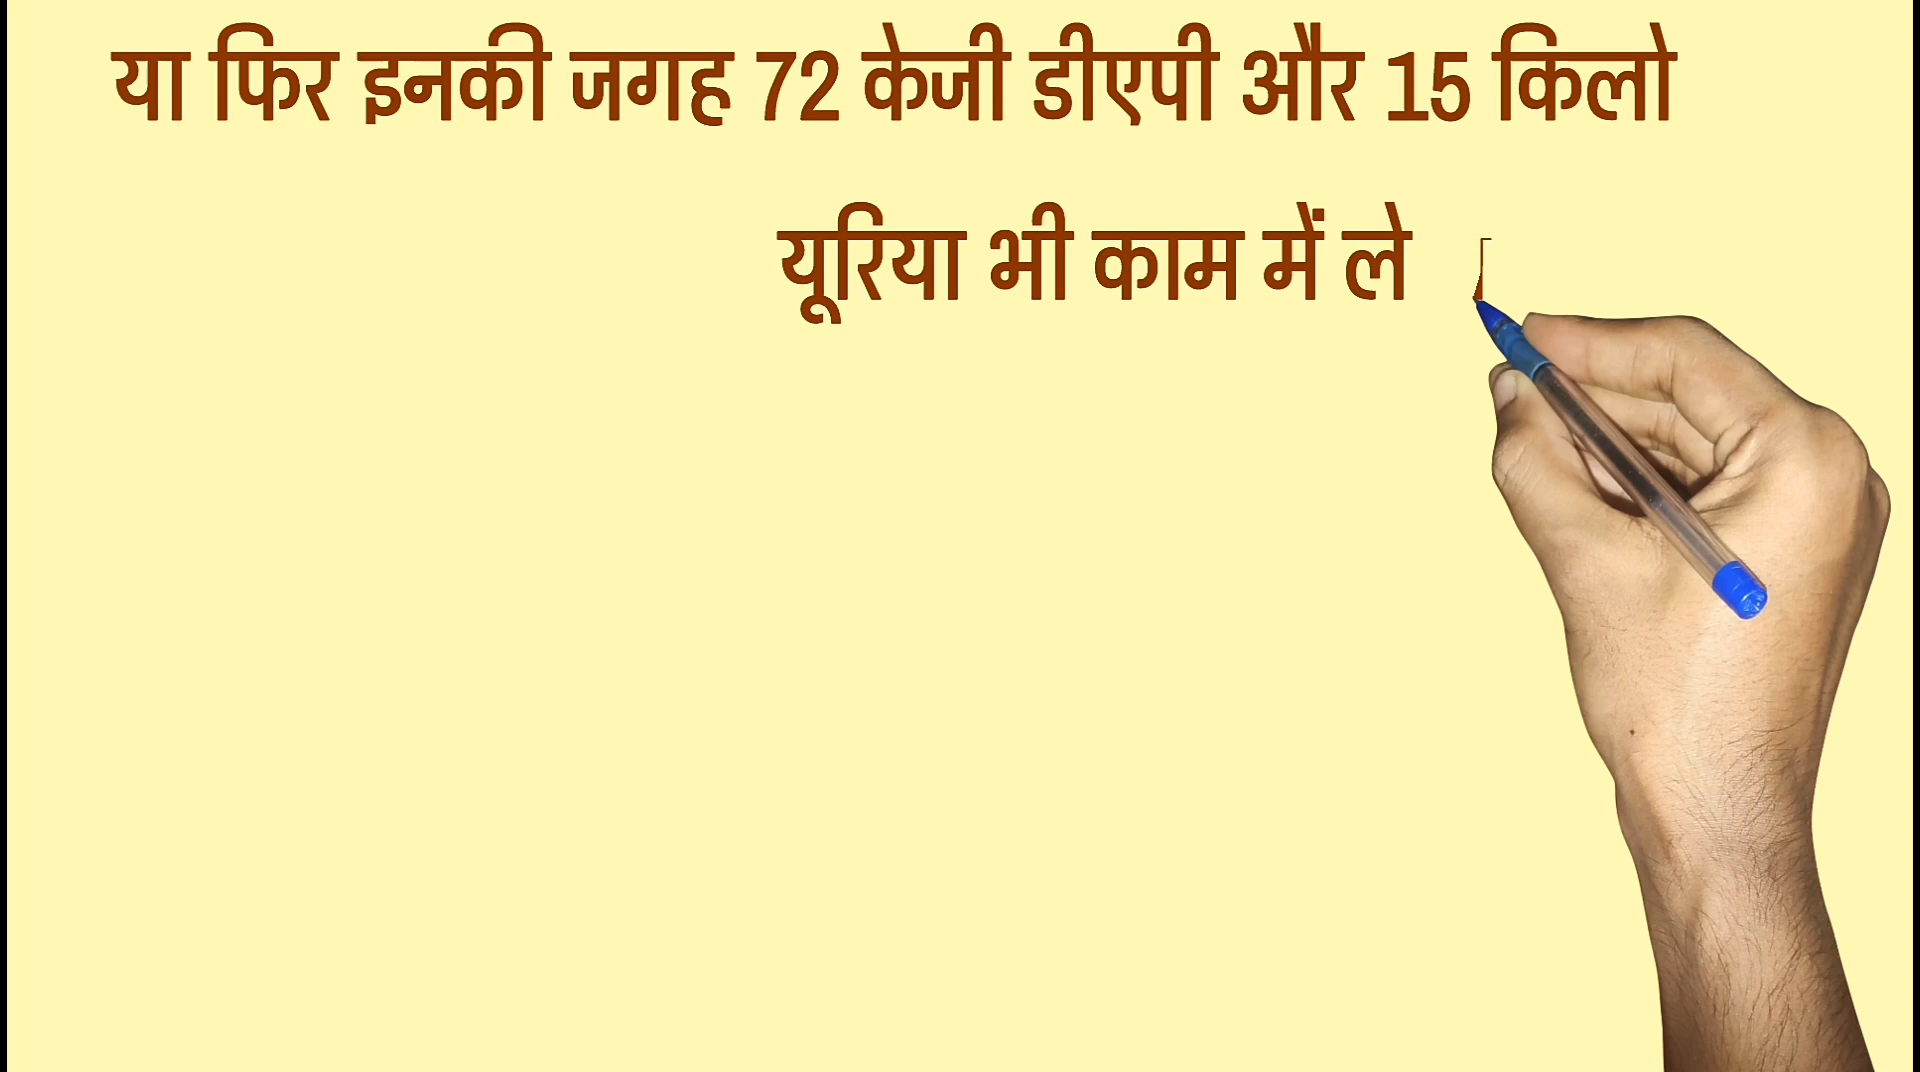 या फिर इनकी जगह 72 केजी डीएपी और 15 किलो
यूरिया भी काम में ले